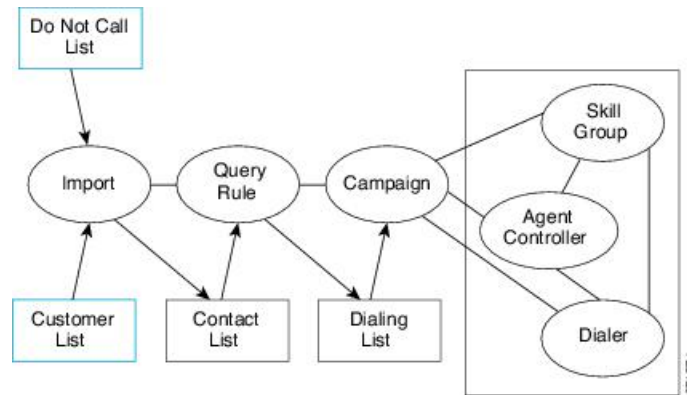 Do Not Call
List
Skill
Group
Import
Query
Rule
Campaign
Agent
Controller
Customer
List
Contact
List
Dialing
List
Dialer